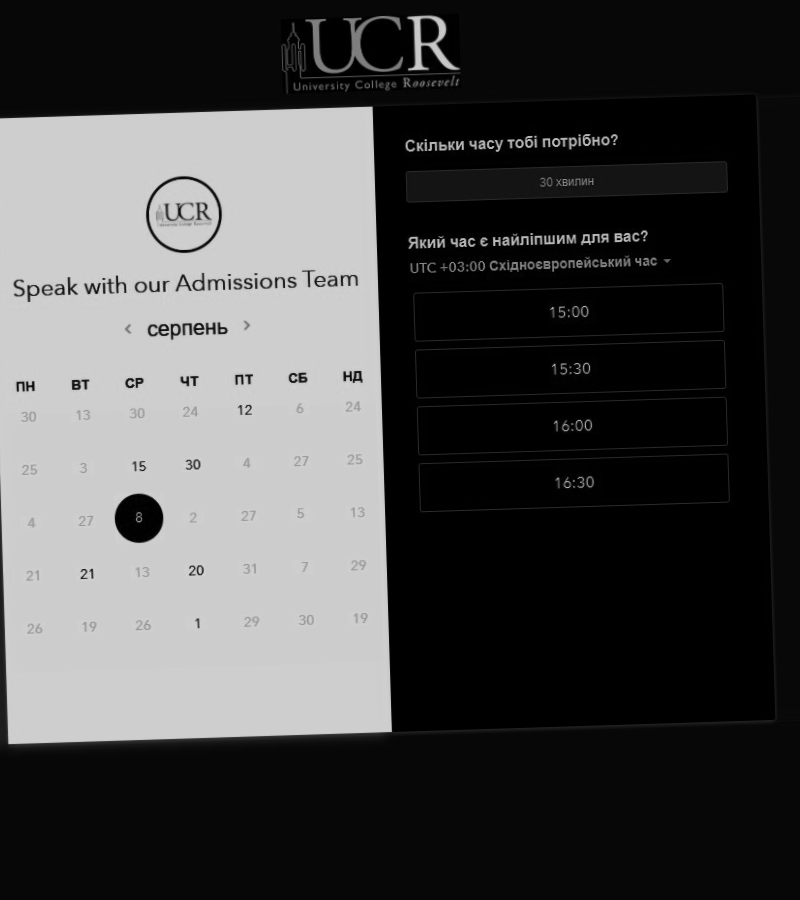 UCR
University College Roosevelt
UCR
University College Roosevelt
Speak with our Admissions Team
серпень
ПН ВТ СР ЧТ ПТ СБ НД
30 13 30 24 12 6 24
25 3 15 30 4 27 25
4 27 8 2 27 5 13
21 21 13 20 31 7 29
26 19 26 1 29 30 19
Скільки часу тобі потрібно?
30 хвилин
Який час є найліпшим для вас?
UTC +03:00 Східноєвропейський час
15:00
15:30
16:00
16:30